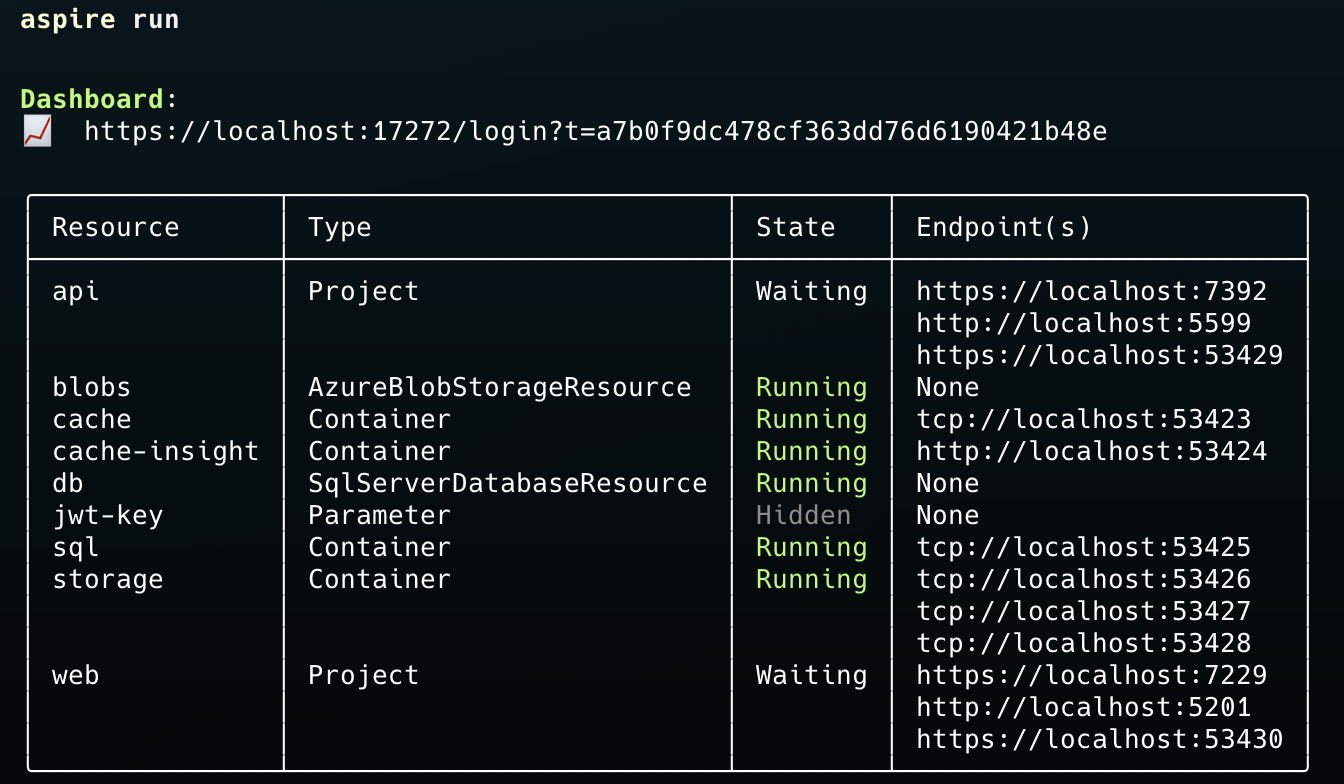 aspire run
Dashboard:
📈 https://localhost:17272/login?t=a7b0f9dc478cf363dd76d6190421b48e
Resource Type State Endpoint(s)
api Project Waiting https://localhost:7392
http://localhost:5599
https://localhost:53429
blobs AzureBlobStorageResource Running None
cache Container Running tcp://localhost:53423
cache-insight Container Running http://localhost:53424
db SqlServerDatabaseResource Running None
jwt-key Parameter Hidden None
sql Container Running tcp://localhost:53425
storage Container Running tcp://localhost:53426
tcp://localhost:53427
tcp://localhost:53428
web Project Waiting https://localhost:7229
http://localhost:5201
https://localhost:53430